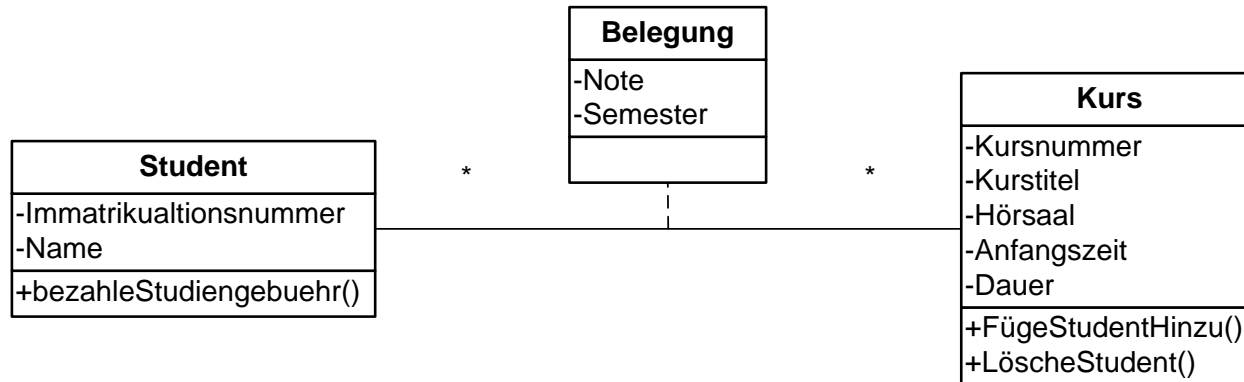 Belegung
-Note
-Semester
Student
-Immatrikualtionsnummer
-Name
+bezahleStudiengebuehr()
*
*
Kurs
-Kursnummer
-Kurstitel
-Hörsaal
-Anfangszeit
-Dauer
+FügeStudentHinzu()
+LöscheStudent()